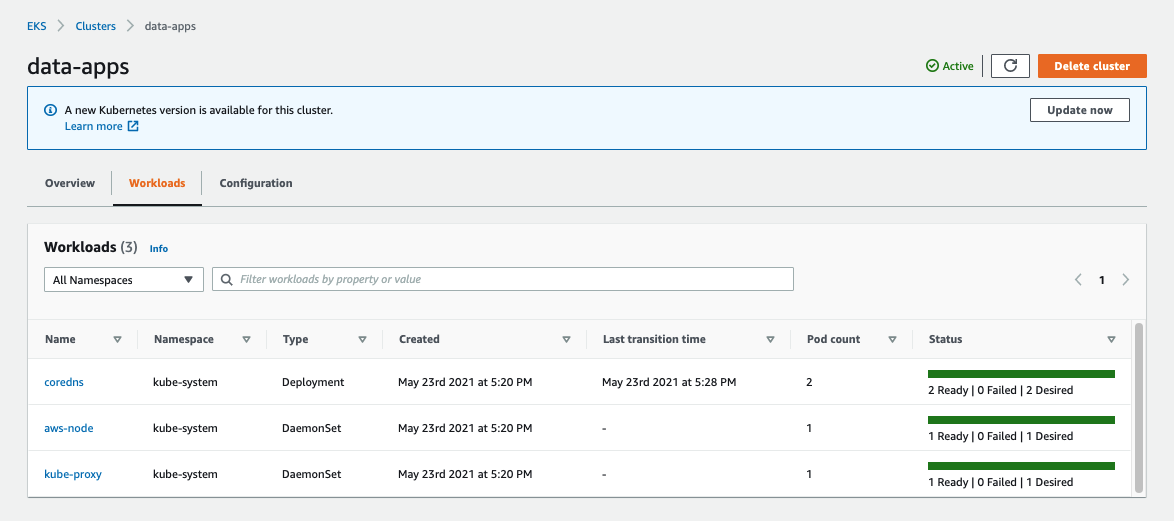 EKS Clusters data-apps
data-apps
Active Delete cluster
A new Kubernetes version is available for this cluster.
Learn more
Update now
Overview Workloads Configuration
Workloads (3) Info
All Namespaces Filter workloads by property or value 1
Name Namespace Type Created Last transition time Pod count Status
coredns kube-system Deployment May 23rd 2021 at 5:20 PM May 23rd 2021 at 5:28 PM 2 2 Ready | 0 Failed | 2 Desired
aws-node kube-system DaemonSet May 23rd 2021 at 5:20 PM - 1 1 Ready | 0 Failed | 1 Desired
kube-proxy kube-system DaemonSet May 23rd 2021 at 5:20 PM - 1 1 Ready | 0 Failed | 1 Desired